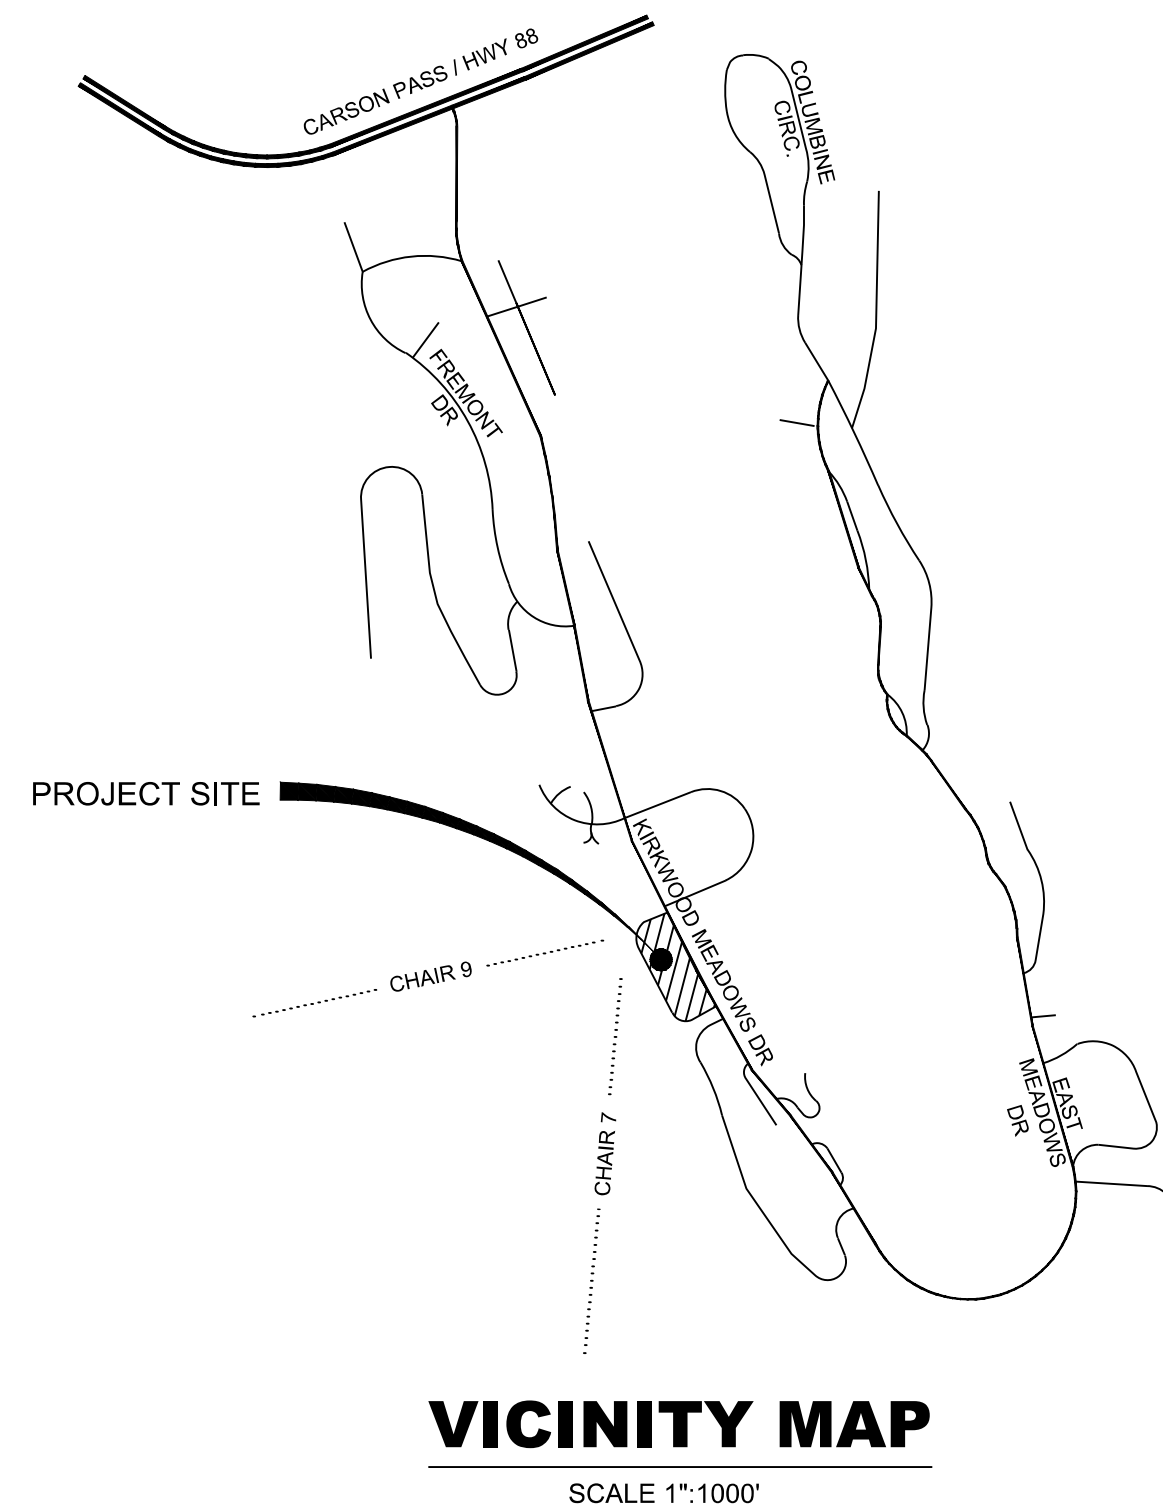 CARSON PASS / HWY 88
COLUMBINE
CIRC.
FREMONT
DR
PROJECT SITE
KIRKWOOD MEADOWS DR
CHAIR 9
CHAIR 7
EAST
MEADOWS
DR
VICINITY MAP
SCALE 1":1000'